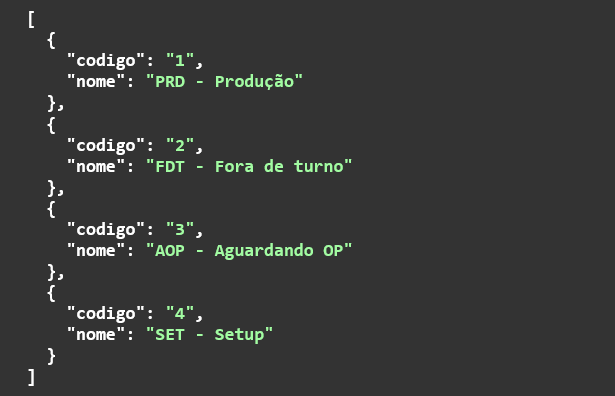 [
  {
    "codigo": "1",
    "nome": "PRD - Produção"
  },
  {
    "codigo": "2",
    "nome": "FDT - Fora de turno"
  },
  {
    "codigo": "3",
    "nome": "AOP - Aguardando OP"
  },
  {
    "codigo": "4",
    "nome": "SET - Setup"
  }
]